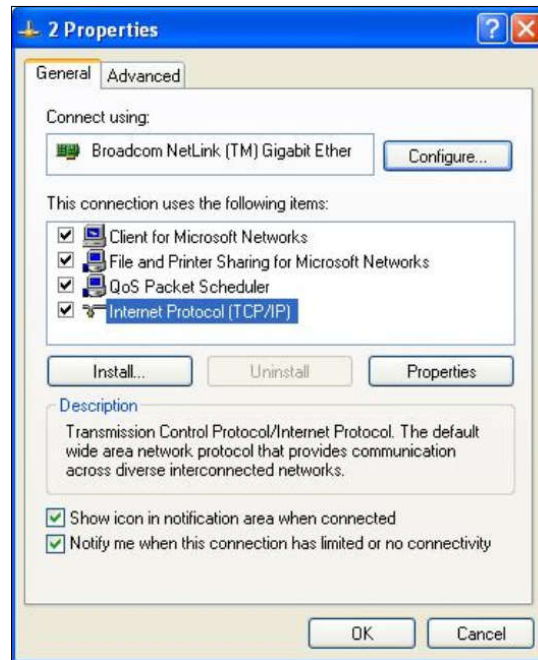 2 Properties
General Advanced
Connect using:
Broadcom NetLink (TM) Gigabit Ether Configure...
This connection uses the following items:
Client for Microsoft Networks
File and Printer Sharing for Microsoft Networks
QoS Packet Scheduler
Internet Protocol (TCP/IP)
Install... Uninstall Properties
Description
Transmission Control Protocol/Internet Protocol. The default
wide area network protocol that provides communication
across diverse interconnected networks.
Show icon in notification area when connected
Notify me when this connection has limited or no connectivity
OK Cancel